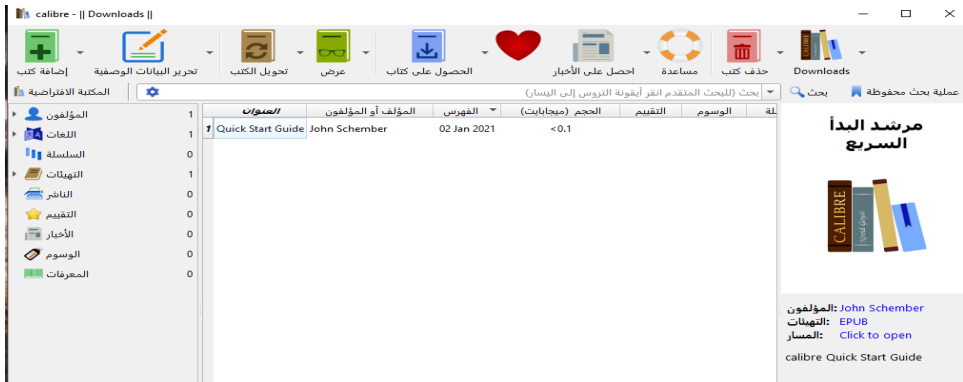 calibre - || Downloads ||
إضافة كتب
تحرير البيانات الوصفية
تحويل الكتب
عرض
الحصول على كتاب
احصل على الأخبار
مساعدة
حذف كتب
Downloads
المكتبة الافتراضية
بحث (للبحث المتقدم انقر أيقونة التروس إلى اليسار)
بحث
عملية بحث محفوظة
المؤلفون 1
اللغات 1
السلسلة 0
التهيئات 1
الناشر 0
التقييم 0
الأخبار 0
الوسوم 0
المعرفات 0
العنوان
المؤلف أو المؤلفون
الفهرس
الحجم (ميجابايت)
التقييم
الوسوم
لة
1 Quick Start Guide John Schember 02 Jan 2021 <0.1
مرشد البدأ
السريع
CALIBRE
المؤلفون: John Schember
التهيئات: EPUB
المسار: Click to open
calibre Quick Start Guide